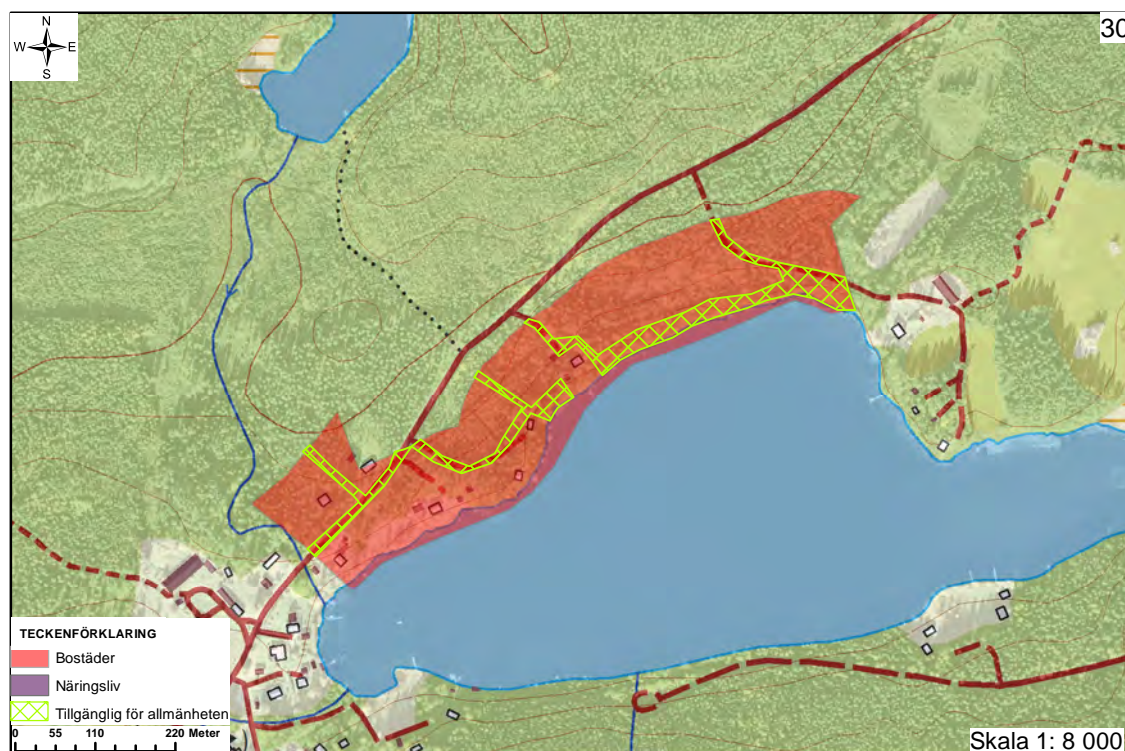 N
W E
S
30
TECKENFÖRKLARING
Bostäder
Näringsliv
Tillgänglig för allmänheten
0 55 110 220 Meter
Skala 1: 8 000